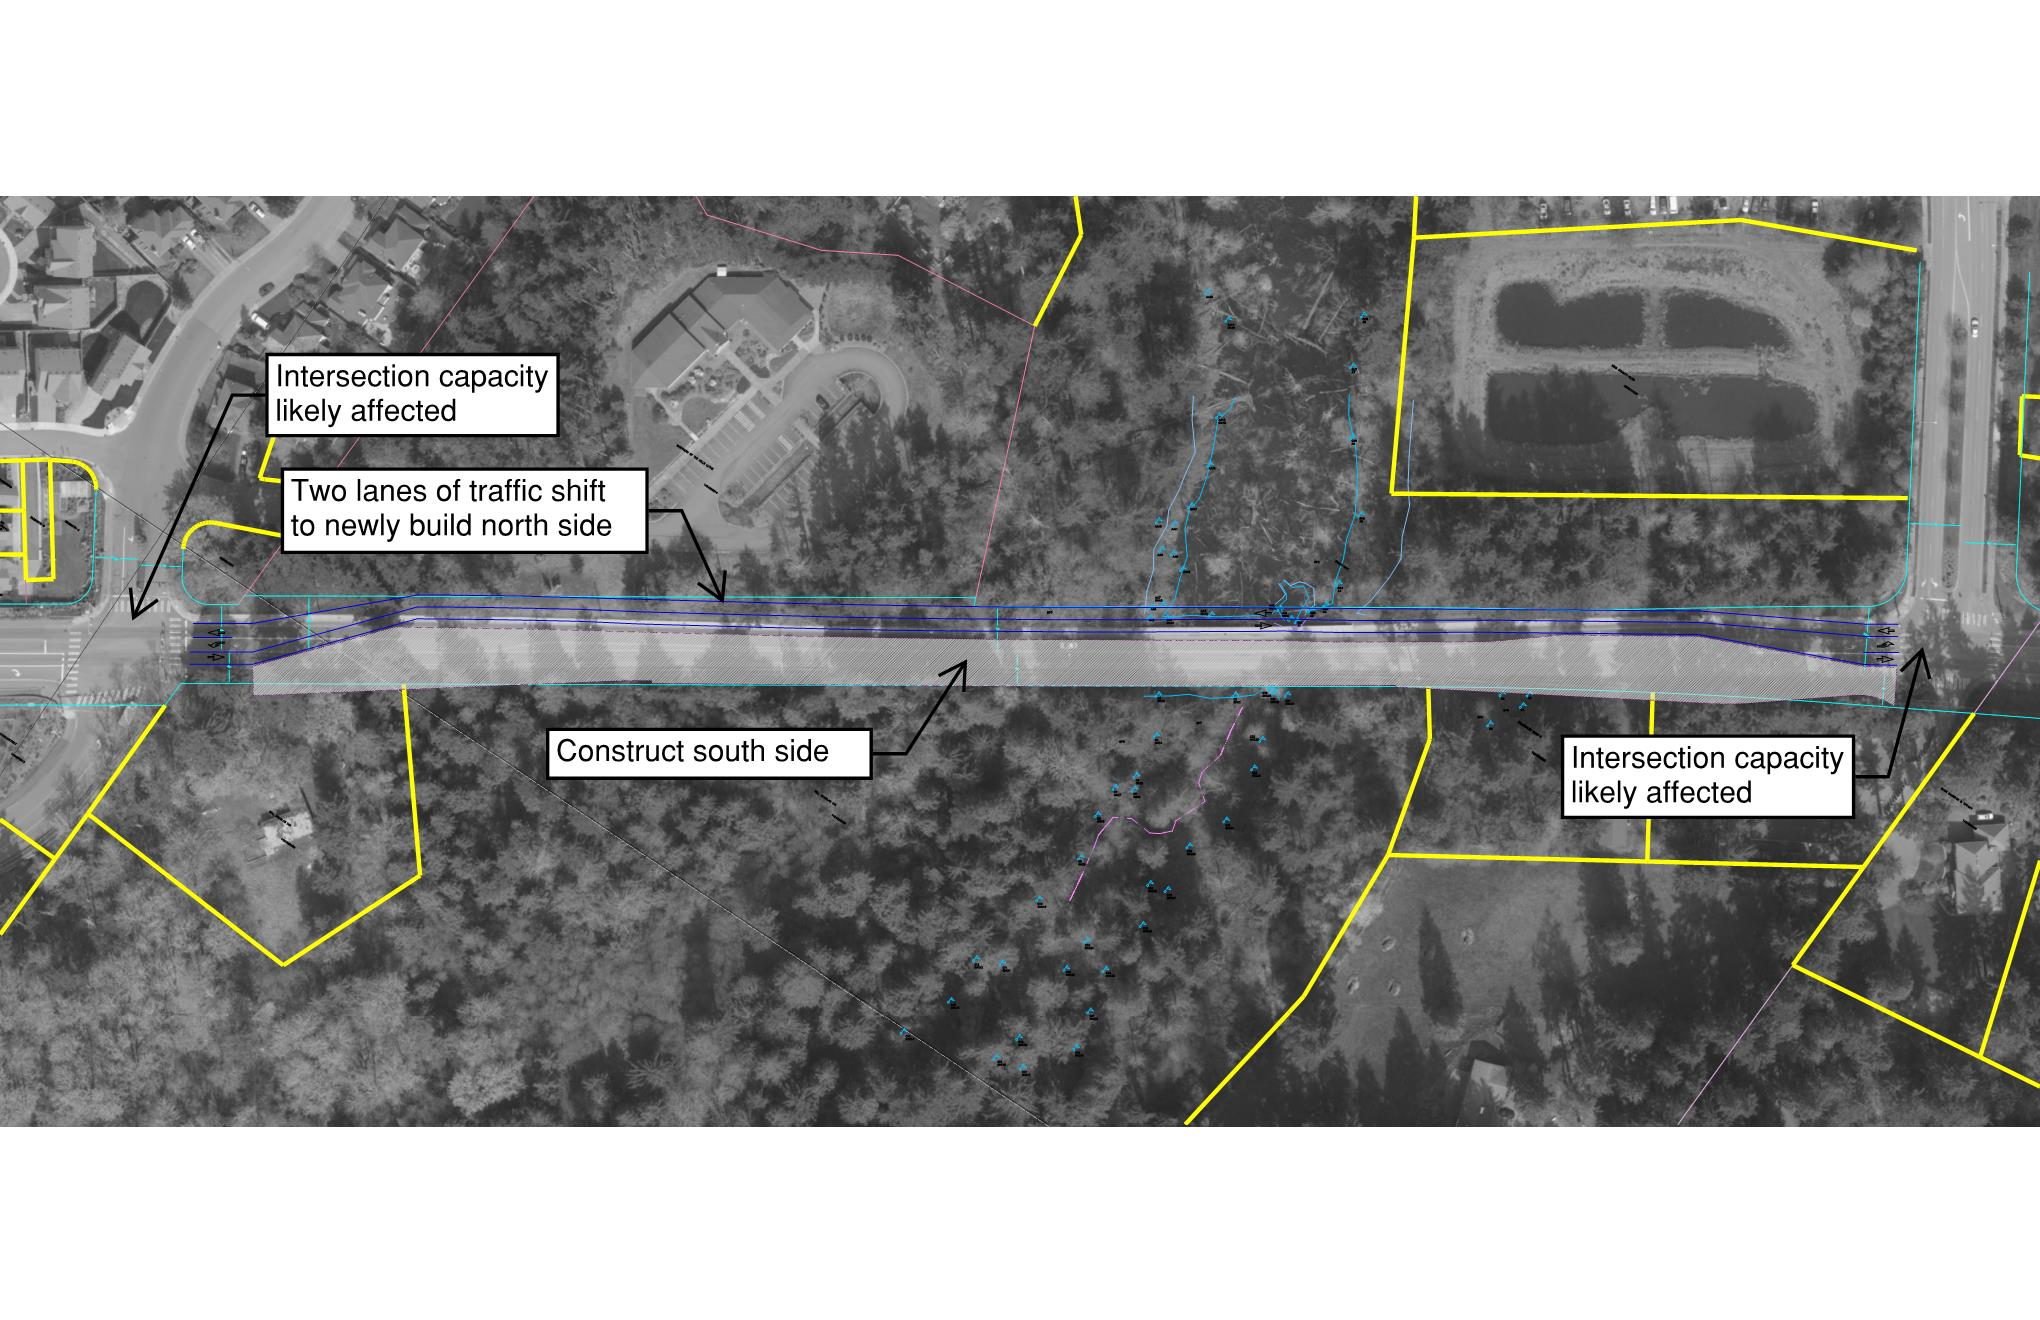 Intersection capacity
likely affected
Two lanes of traffic shift
to newly build north side
Construct south side
Intersection capacity
likely affected